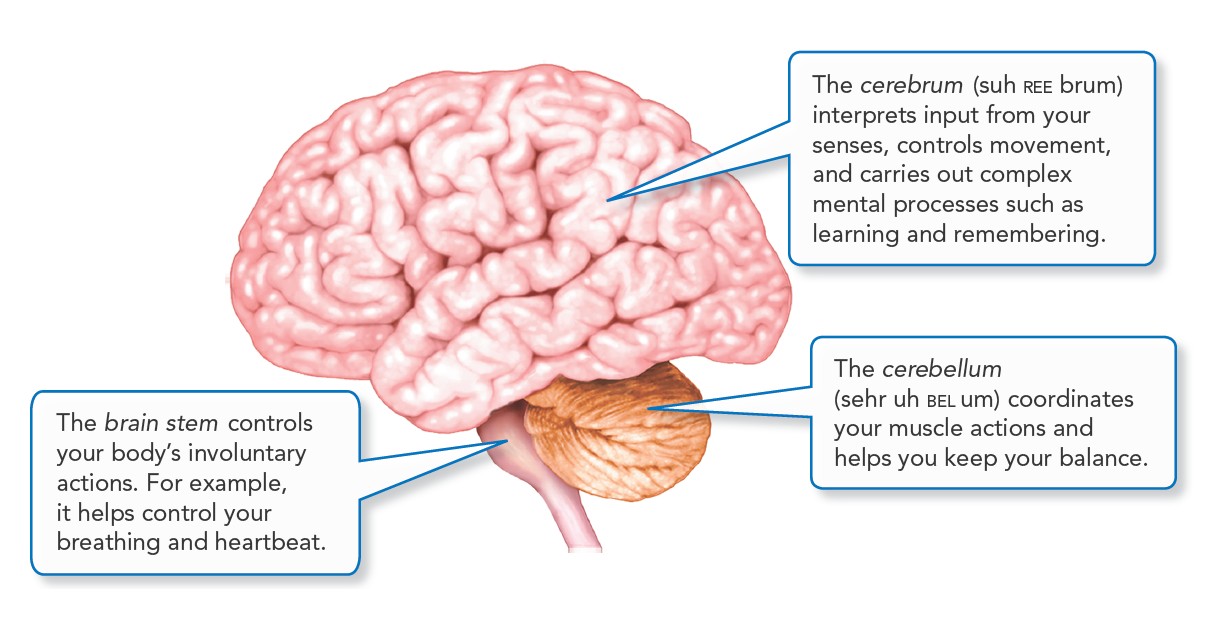 The cerebrum (suh REE brum)
interprets input from your
senses, controls movement,
and carries out complex
mental processes such as
learning and remembering.
The cerebellum
(sehr uh BEL um) coordinates
your muscle actions and
helps you keep your balance.
The brain stem controls
your body’s involuntary
actions. For example,
it helps control your
breathing and heartbeat.